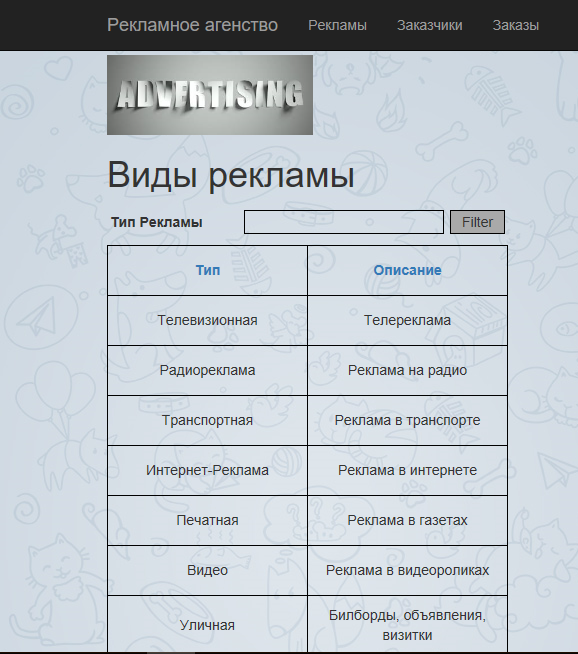 Рекламное агенство Рекламы Заказчики Заказы
ADVERTISING
Виды рекламы
Тип Рекламы Filter
Тип Описание
Телевизионная Телереклама
Радиореклама Реклама на радио
Транспортная Реклама в транспорте
Интернет-Реклама Реклама в интернете
Печатная Реклама в газетах
Видео Реклама в видеороликах
Уличная Билборды, объявления,
визитки